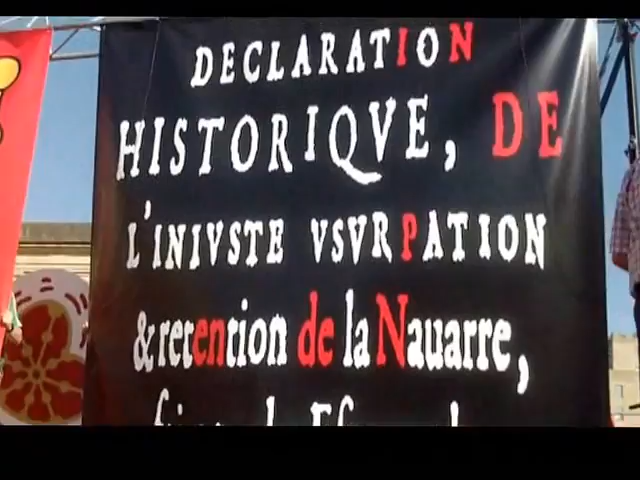 DECLARATION
HISTORIQVE, DE
L'INIVSTE VSVRPATION
& retention de la Nauarre,